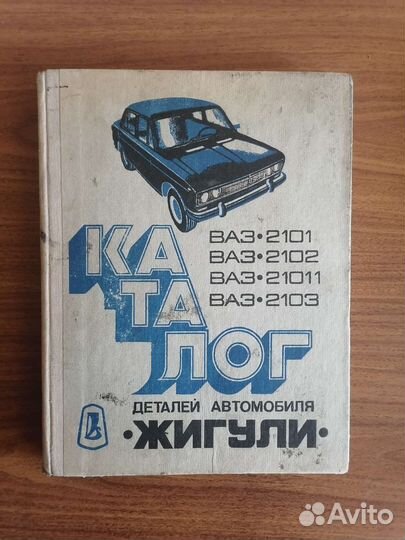 КА
ТА
ЛОГ
ВАЗ•2101
ВАЗ•2102
ВАЗ•21011
ВАЗ•2103
ДЕТАЛЕЙ АВТОМОБИЛЯ
•ЖИГУЛИ•
Avito